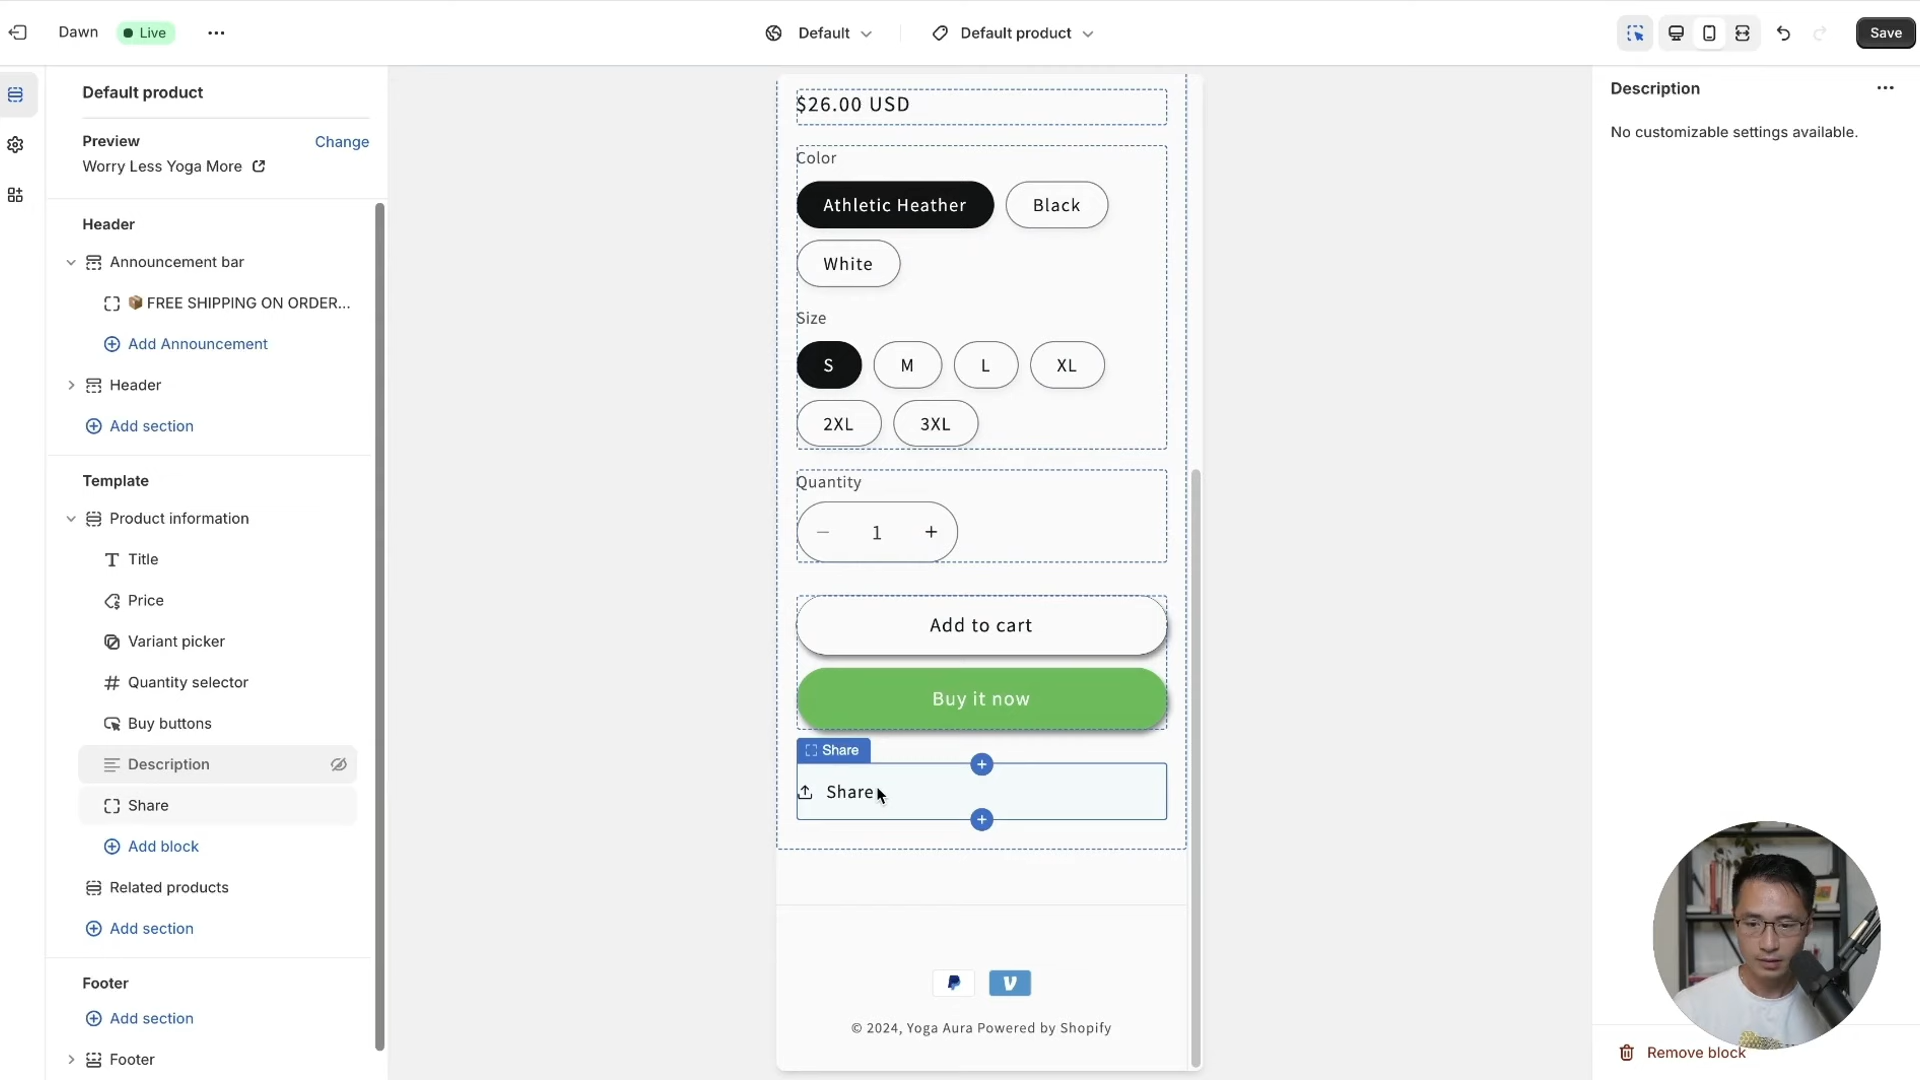 Dawn
Live
Default
Default product
Save
Default product
Preview
Change
Worry Less Yoga More
Header
Announcement bar
📦 FREE SHIPPING ON ORDER...
Add Announcement
Header
Add section
Template
Product information
Title
Price
Variant picker
Quantity selector
Buy buttons
Description
Share
Add block
Related products
Add section
Footer
Add section
Footer
$26.00 USD
Color
Athletic Heather
Black
White
Size
S
M
L
XL
2XL
3XL
Quantity
1
Add to cart
Buy it now
Share
Share
© 2024, Yoga Aura Powered by Shopify
Description
No customizable settings available.
Remove block